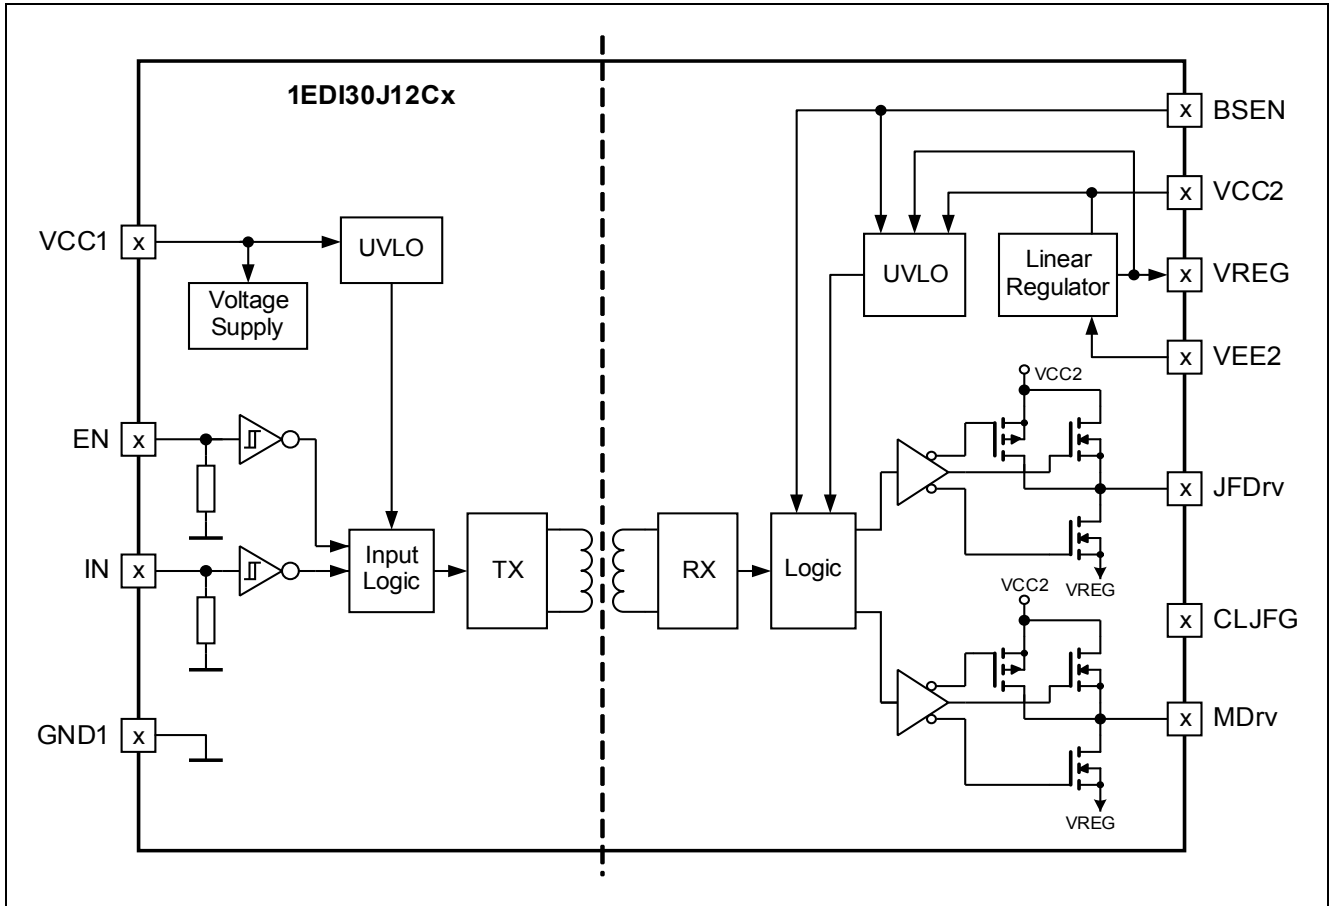 1EDI30J12Cx
x BSEN
x VCC2
VCC1 x
UVLO
UVLO
Linear
Regulator
x VREG
Voltage
Supply
x VEE2
VCC2
EN x
x JFDrv
Input
Logic
TX
RX
Logic
IN x
VREG
VCC2
x CLJFG
GND1 x
x MDrv
VREG